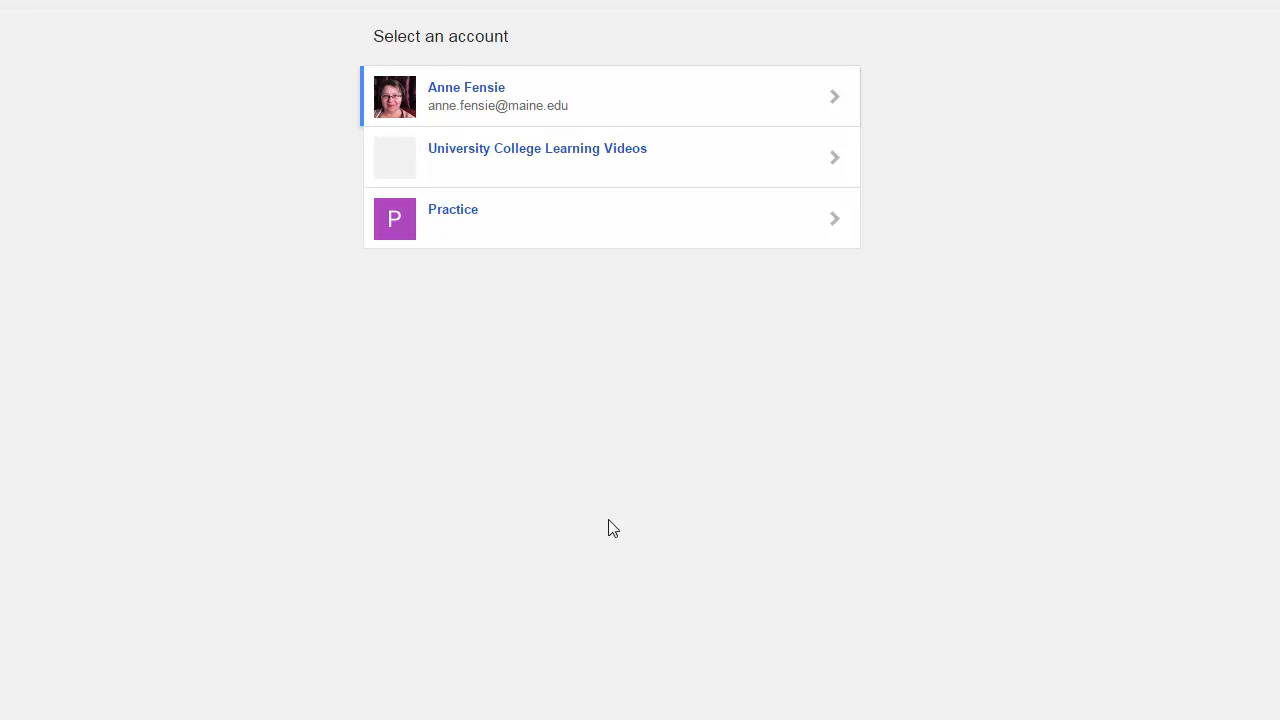 Select an account
Anne Fensie
anne.fensie@maine.edu
University College Learning Videos
P
Practice